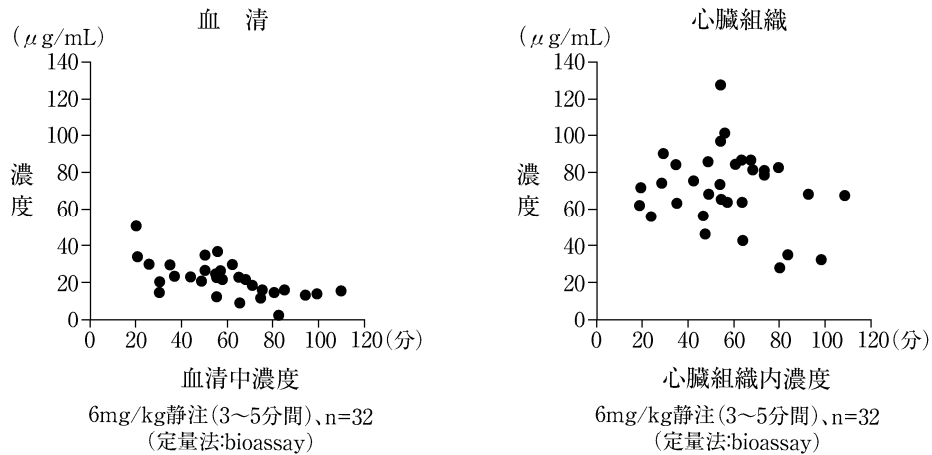 血 清
(μg/mL)
140
120
100
80
60
40
20
0
濃度
0 20 40 60 80 100 120(分)
血清中濃度
6mg/kg静注(3〜5分間)、n=32
(定量法:bioassay)
心臓組織
(μg/mL)
140
120
100
80
60
40
20
0
濃度
0 20 40 60 80 100 120(分)
心臓組織内濃度
6mg/kg静注(3〜5分間)、n=32
(定量法:bioassay)